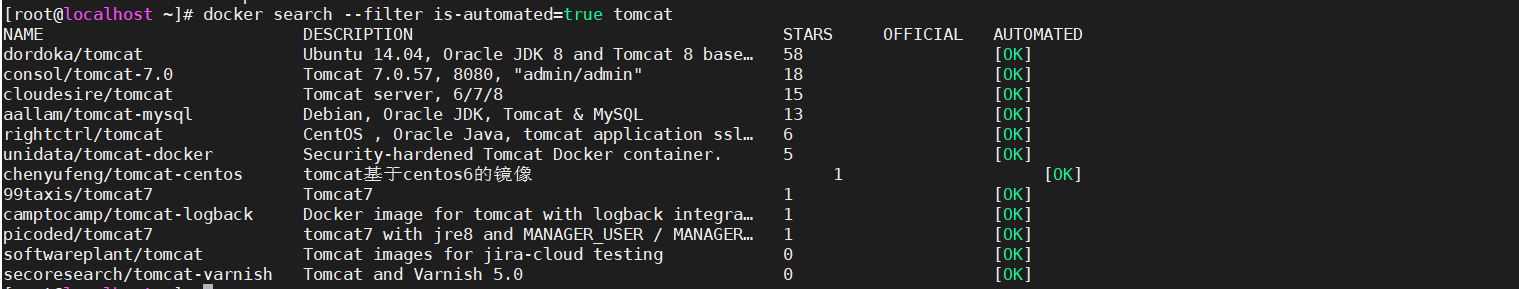 [root@localhost ~]# docker search --filter is-automated=true tomcat
NAME DESCRIPTION STARS OFFICIAL AUTOMATED
dordoka/tomcat Ubuntu 14.04, Oracle JDK 8 and Tomcat 8 base… 58 [OK]
consol/tomcat-7.0 Tomcat 7.0.57, 8080, "admin/admin" 18 [OK]
cloudesire/tomcat Tomcat server, 6/7/8 15 [OK]
aallam/tomcat-mysql Debian, Oracle JDK, Tomcat & MySQL 13 [OK]
rightctrl/tomcat CentOS , Oracle Java, tomcat application ssl… 6 [OK]
unidata/tomcat-docker Security-hardened Tomcat Docker container. 5 [OK]
chenyufeng/tomcat-centos tomcat基于centos6的镜像 1 [OK]
99taxis/tomcat7 Tomcat7 1 [OK]
camptocamp/tomcat-logback Docker image for tomcat with logback integra… 1 [OK]
picoded/tomcat7 tomcat7 with jre8 and MANAGER_USER / MANAGER… 1 [OK]
softwareplant/tomcat Tomcat images for jira-cloud testing 0 [OK]
secoresearch/tomcat-varnish Tomcat and Varnish 5.0 0 [OK]